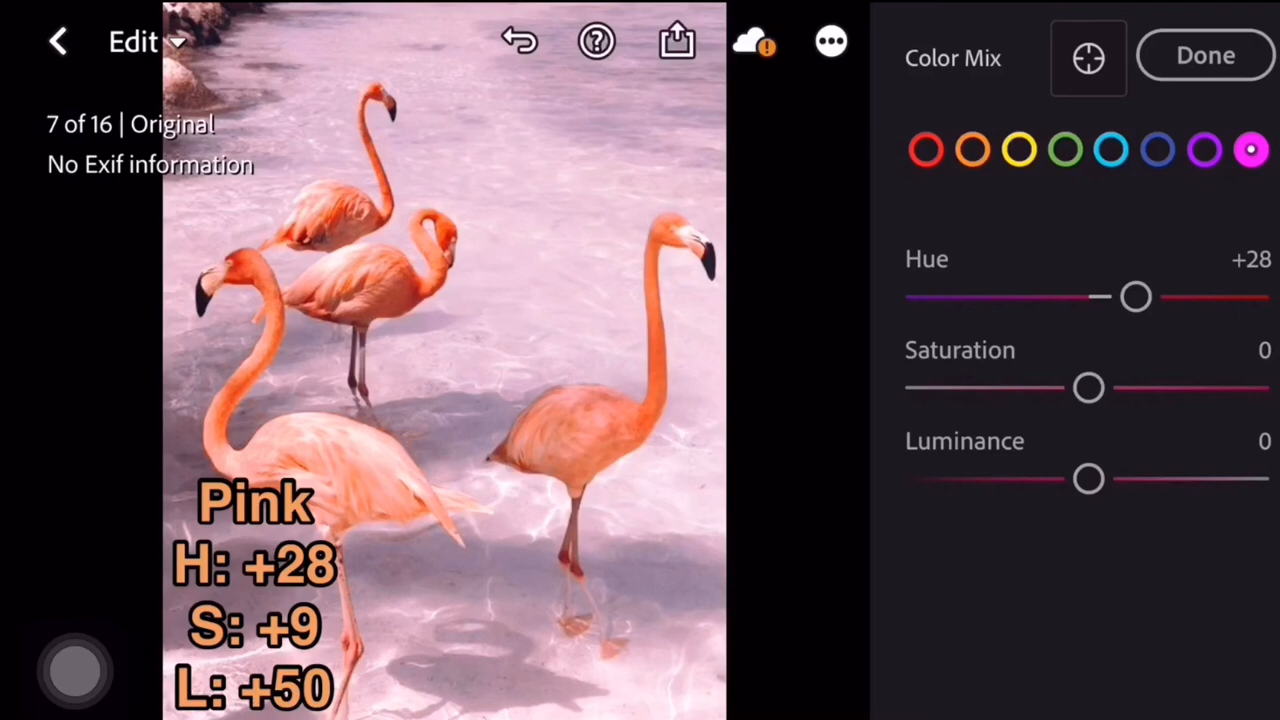 Edit
7 of 16 | Original
No Exif information
Color Mix
Done
Hue +28
Saturation 0
Luminance 0
Pink
H: +28
S: +9
L: +50